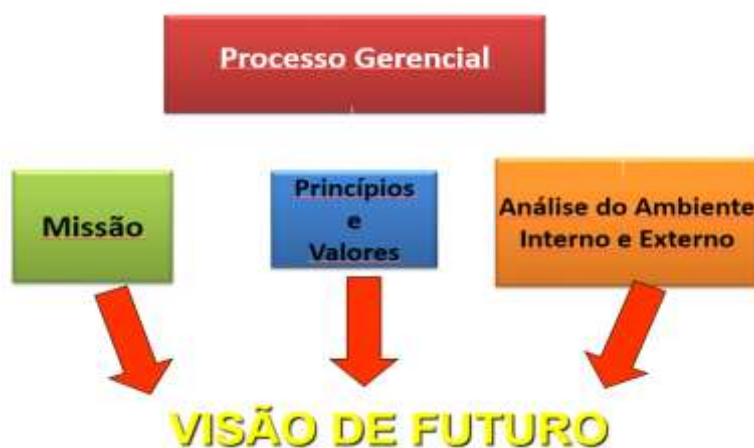 Processo Gerencial
Missão
Princípios
e
Valores
Análise do Ambiente
Interno e Externo
VISÃO DE FUTURO